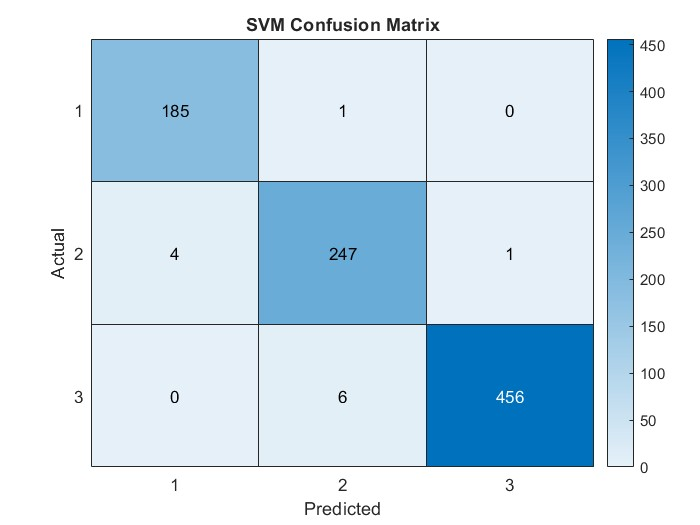 SVM Confusion Matrix
1 185 1 0
Actual
2 4 247 1
3 0 6 456
1 2 3
Predicted
450
400
350
300
250
200
150
100
50
0